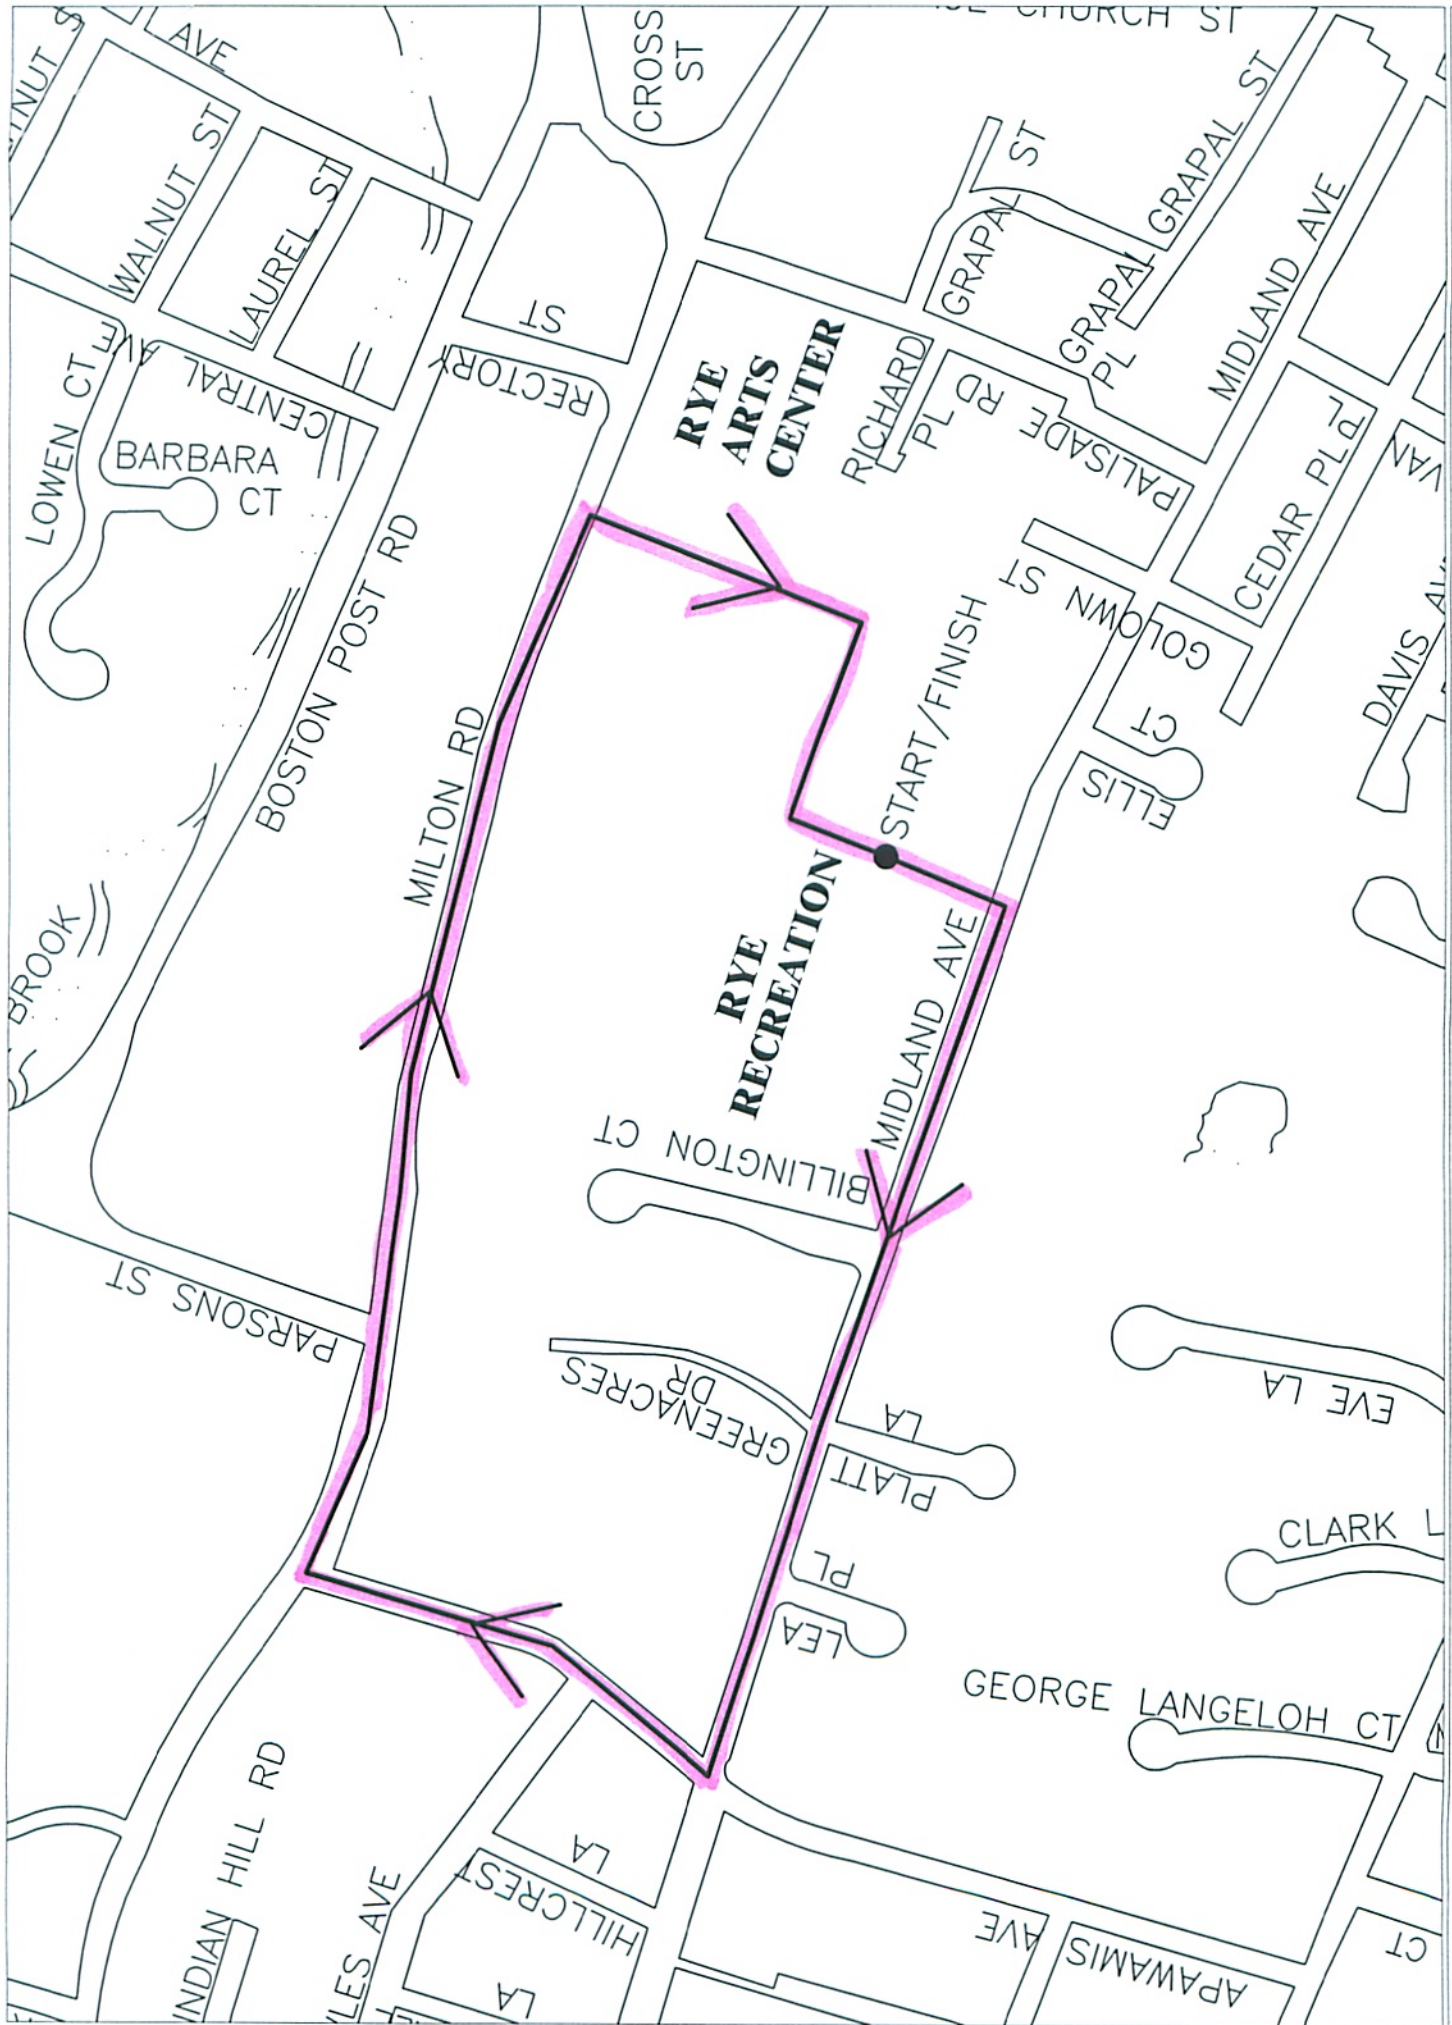 AVE
CROSS
ST
CHURCH ST
WALNUT ST
LAUREL ST
GRAPAL ST
GRAPAL ST
GRAPAL
PL
MIDLAND AVE
RECTORY
ST
CENTRAL
AVE
LOWEN CT
BARBARA
CT
RYE
ARTS
CENTER
RICHARD
PL
PALISADE RD
CEDAR PL
PL
VAN
BOSTON POST RD
GOLOWN ST
START/FINISH
ELLIS
CT
MILTON RD
BROOK
RYE
RECREATION
MIDLAND AVE
BILLINGTON CT
PARSONS ST
GREENACRES
DR
PLATT
LA
EVE LA
LEA
PL
CLARK
GEORGE LANGELOH CT
INDIAN HILL RD
HILLCREST
LA
LA
APAWAMIS
AVE
CT